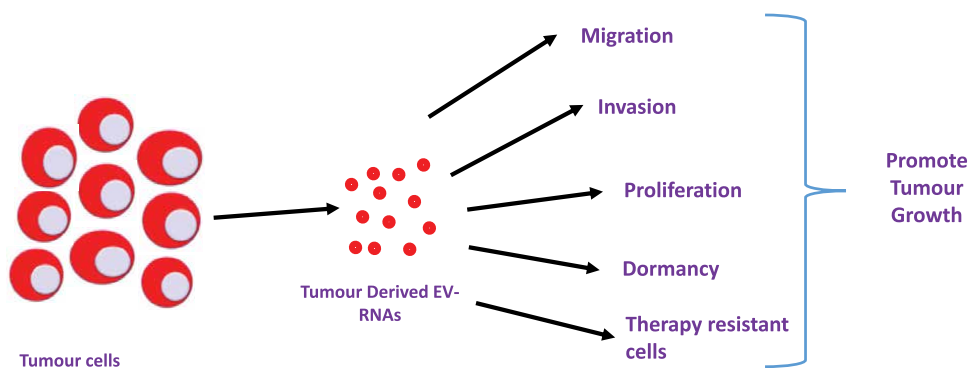 Migration
Invasion
Proliferation
Dormancy
Therapy resistant
cells
Promote
Tumour
Growth
Tumour Derived EV-
RNAs
Tumour cells